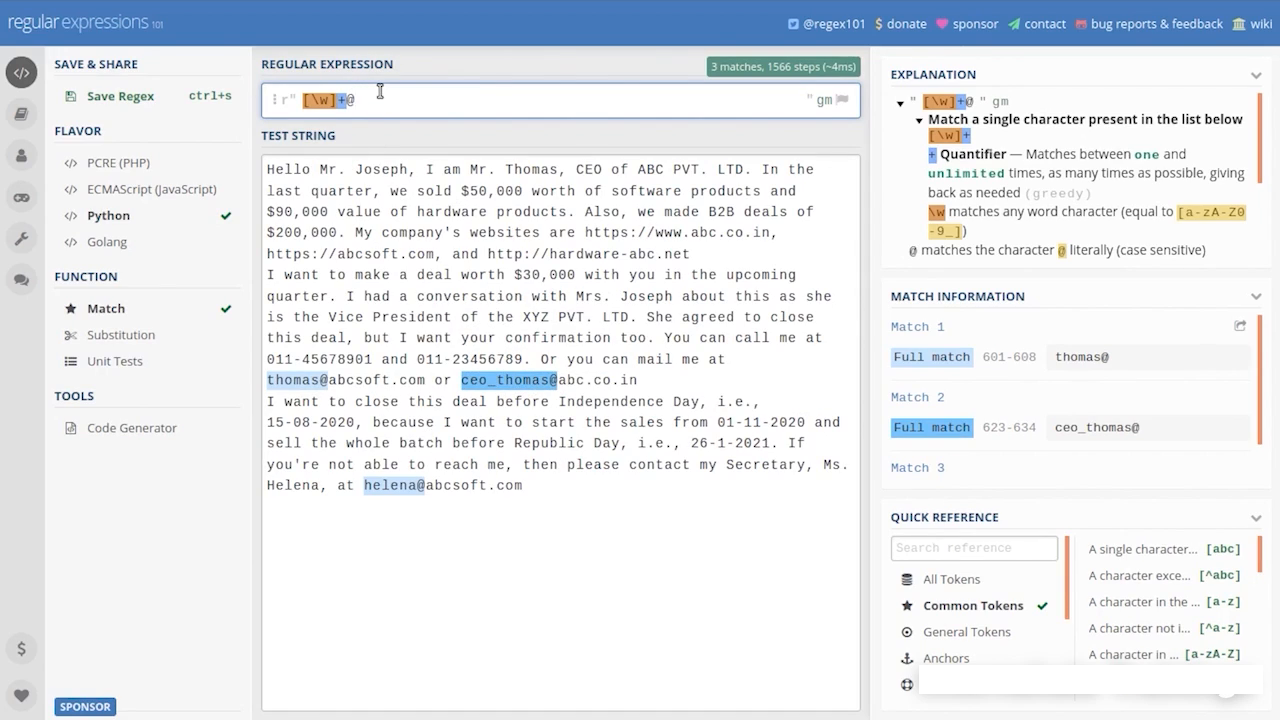 regular expressions 101
@regex101 donate sponsor contact bug reports & feedback wiki
SAVE & SHARE
Save Regex ctrl+s
FLAVOR
PCRE (PHP)
ECMAScript (JavaScript)
Python
Golang
FUNCTION
Match
Substitution
Unit Tests
TOOLS
Code Generator
SPONSOR
REGULAR EXPRESSION
3 matches, 1566 steps (~4ms)
r" [\w]+@ " gm
TEST STRING
Hello Mr. Joseph, I am Mr. Thomas, CEO of ABC PVT. LTD. In the
last quarter, we sold $50,000 worth of software products and
$90,000 value of hardware products. Also, we made B2B deals of
$200,000. My company's websites are https://www.abc.co.in,
https://abcsoft.com, and http://hardware-abc.net
I want to make a deal worth $30,000 with you in the upcoming
quarter. I had a conversation with Mrs. Joseph about this as she
is the Vice President of the XYZ PVT. LTD. She agreed to close
this deal, but I want your confirmation too. You can call me at
011-45678901 and 011-23456789. Or you can mail me at
thomas@abcsoft.com or ceo_thomas@abc.co.in
I want to close this deal before Independence Day, i.e.,
15-08-2020, because I want to start the sales from 01-11-2020 and
sell the whole batch before Republic Day, i.e., 26-1-2021. If
you're not able to reach me, then please contact my Secretary, Ms.
Helena, at helena@abcsoft.com
EXPLANATION
" [\w]+@ " gm
Match a single character present in the list below
[\w]+
+ Quantifier — Matches between one and
unlimited times, as many times as possible, giving
back as needed (greedy)
\w matches any word character (equal to [a-zA-Z0
-9_])
@ matches the character @ literally (case sensitive)
MATCH INFORMATION
Match 1
Full match 601-608 thomas@
Match 2
Full match 623-634 ceo_thomas@
Match 3
QUICK REFERENCE
Search reference
All Tokens
Common Tokens
General Tokens
Anchors
A single character... [abc]
A character exce... [^abc]
A character in the ... [a-z]
A character not i... [^a-z]
A character in ... [a-zA-Z]